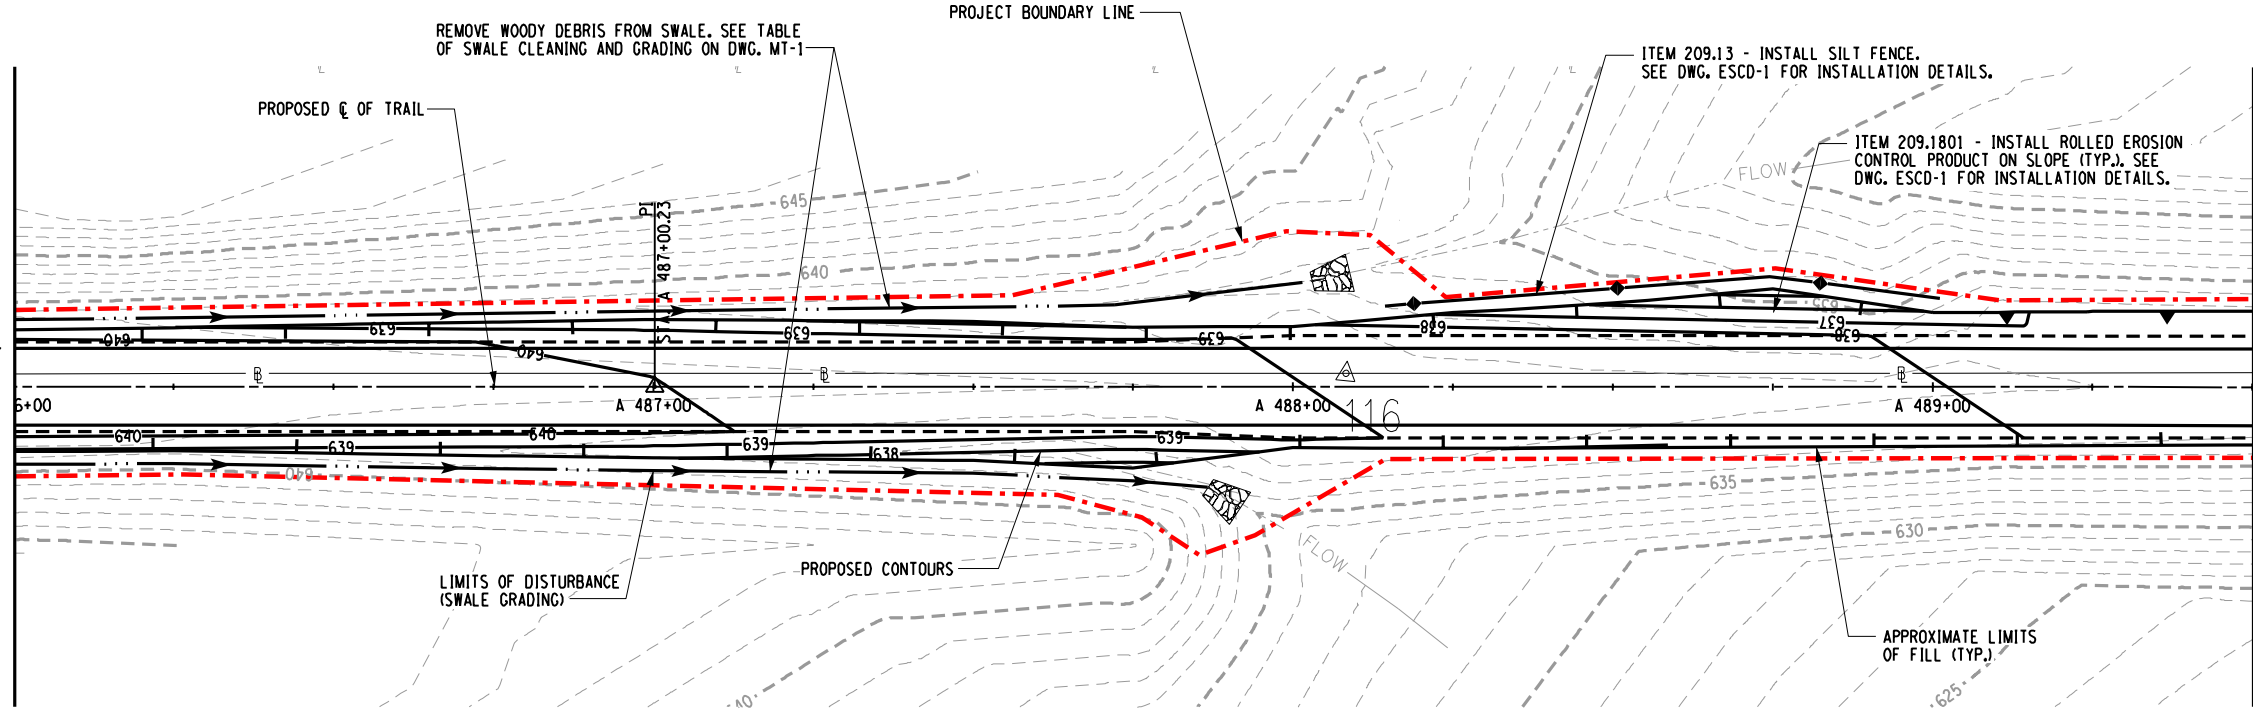 PROJECT BOUNDARY LINE
REMOVE WOODY DEBRIS FROM SWALE. SEE TABLE
OF SWALE CLEANING AND GRADING ON DWG. MT-1
ITEM 209.13 - INSTALL SILT FENCE.
SEE DWG. ESCD-1 FOR INSTALLATION DETAILS.
PROPOSED ℄ OF TRAIL
ITEM 209.1801 - INSTALL ROLLED EROSION
CONTROL PRODUCT ON SLOPE (TYP.). SEE
DWG. ESCD-1 FOR INSTALLATION DETAILS.
FLOW
645
PI
STA. A 487+00.23
640
635
639
639
639
638
637
638
640
640
6+00
A 487+00
A 488+00
116
A 489+00
640
639
640
639
638
639
640
635
630
FLOW
PROPOSED CONTOURS
LIMITS OF DISTURBANCE
(SWALE GRADING)
APPROXIMATE LIMITS
OF FILL (TYP.)
625